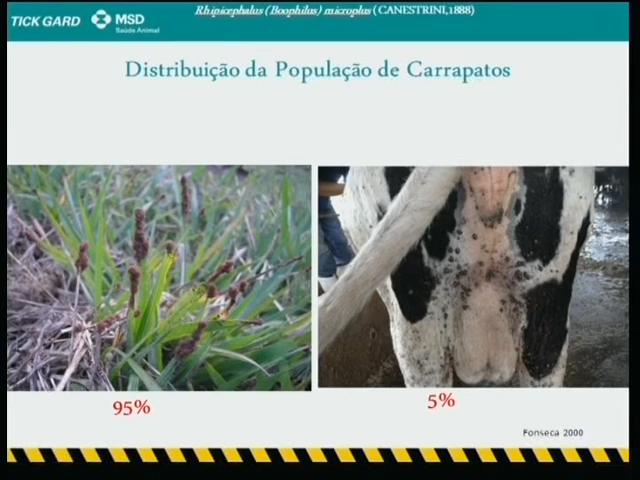 Rhipicephalus (Boophilus) microplus ( CANESTRINI,1888)
TICK GARD
MSD
Saúde Animal
Distribuição da População de Carrapatos
95%
5%
Fonseca 2000